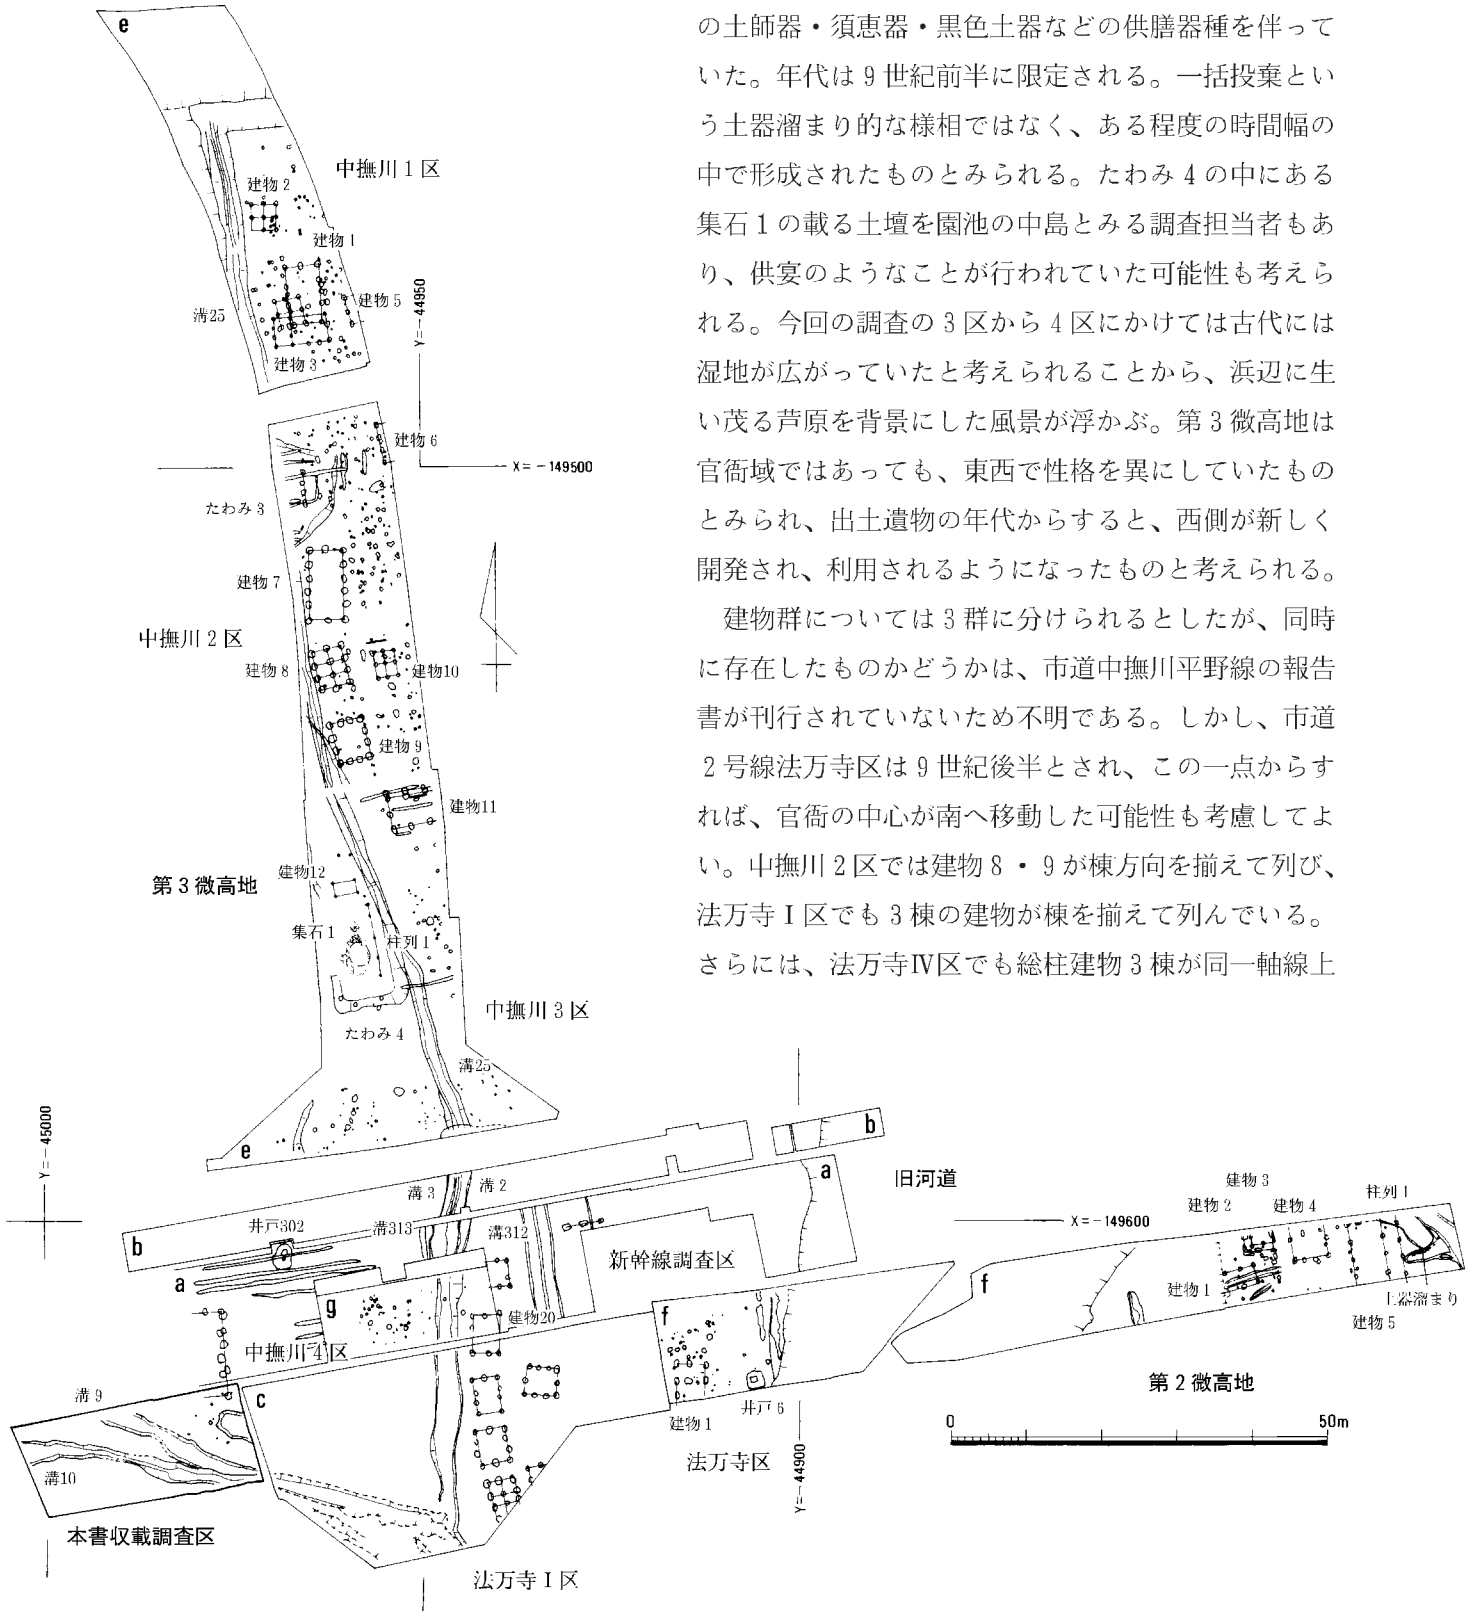 の土師器・須恵器・黒色土器などの供膳器種を伴って
いた。年代は9世紀前半に限定される。一括投棄とい
う土器溜まり的な様相ではなく、ある程度の時間幅の
中で形成されたものとみられる。たわみ4の中にある
集石1の載る土壇を園池の中島とみる調査担当者もあ
り、供宴のようなことが行われていた可能性も考えら
れる。今回の調査の3区から4区にかけては古代には
湿地が広がっていたと考えられることから、浜辺に生
い茂る芦原を背景にした風景が浮かぶ。第3微高地は
官衙域ではあっても、東西で性格を異にしていたもの
とみられ、出土遺物の年代からすると、西側が新しく
開発され、利用されるようになったものと考えられる。
建物群については3群に分けられるとしたが、同時
に存在したものかどうかは、市道中撫川平野線の報告
書が刊行されていないため不明である。しかし、市道
2号線法万寺区は9世紀後半とされ、この一点からす
れば、官衙の中心が南へ移動した可能性も考慮してよ
い。中撫川2区では建物8・9が棟方向を揃えて列び、
法万寺Ⅰ区でも3棟の建物が棟を揃えて列んでいる。
さらには、法万寺Ⅳ区でも総柱建物3棟が同一軸線上
e
中撫川1区
建物2
建物1
建物5
溝25
建物3
Y=-44950
建物6
X=-149500
たわみ3
建物7
中撫川2区
建物8
建物10
建物9
建物11
建物12
第3微高地
集石1
柱列1
中撫川3区
たわみ4
溝25
e
b
a
Y=-45000
旧河道
建物3
建物2
建物4
柱列1
溝3
溝2
井戸302
溝313
溝312
X=-149600
b
新幹線調査区
a
g
f
f
建物1
土器溜まり
建物20
建物5
中撫川4区
溝9
c
第2微高地
建物1
井戸6
0
50m
法万寺区
溝10
Y=-44900
本書収載調査区
法万寺Ⅰ区